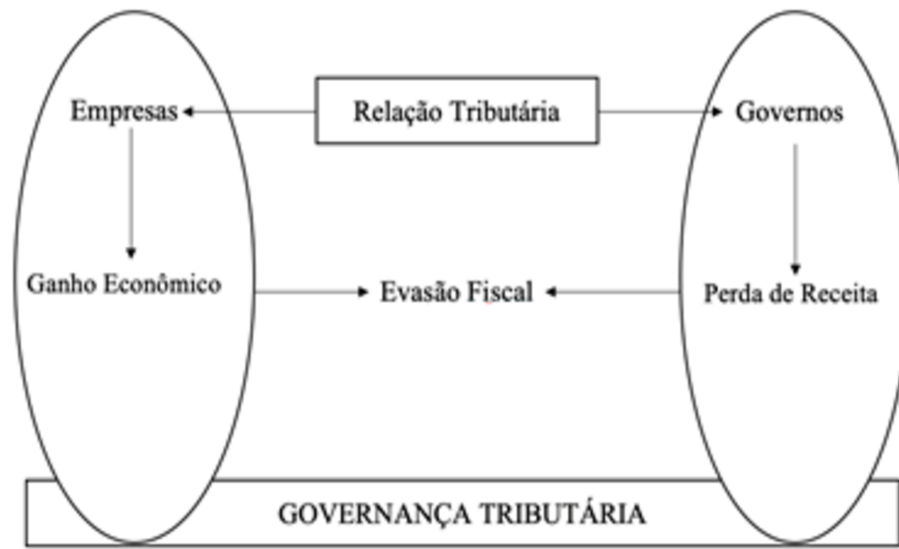 Empresas
Relação Tributária
Governos
Ganho Econômico
Evasão Fiscal
Perda de Receita
GOVERNANÇA TRIBUTÁRIA